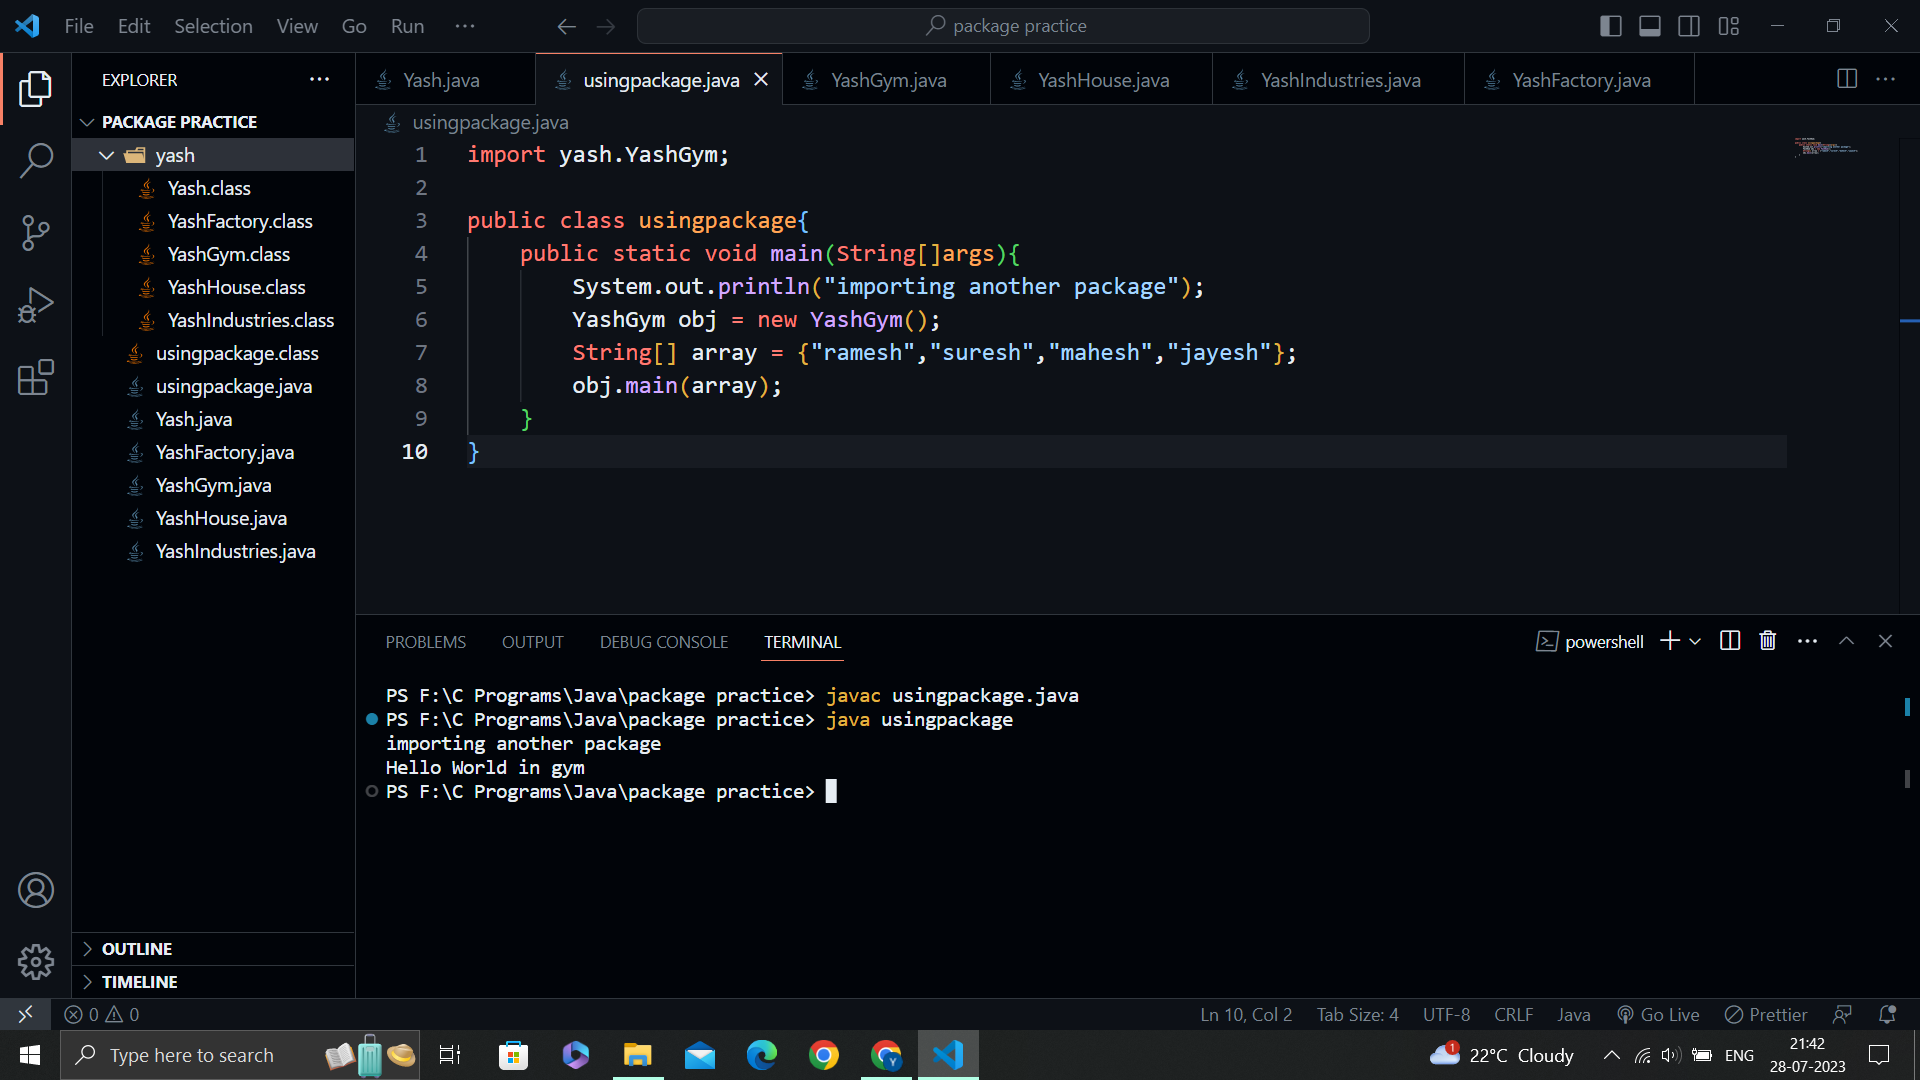 File Edit Selection View Go Run ··· package practice
EXPLORER ···
Yash.java usingpackage.java YashGym.java YashHouse.java YashIndustries.java YashFactory.java ···
PACKAGE PRACTICE
yash
Yash.class
YashFactory.class
YashGym.class
YashHouse.class
YashIndustries.class
usingpackage.class
usingpackage.java
Yash.java
YashFactory.java
YashGym.java
YashHouse.java
YashIndustries.java
OUTLINE
TIMELINE
usingpackage.java
1 import yash.YashGym;
2
3 public class usingpackage{
4 public static void main(String[]args){
5 System.out.println("importing another package");
6 YashGym obj = new YashGym();
7 String[] array = {"ramesh","suresh","mahesh","jayesh"};
8 obj.main(array);
9 }
10 }
PROBLEMS OUTPUT DEBUG CONSOLE TERMINAL powershell ···
PS F:\C Programs\Java\package practice> javac usingpackage.java
PS F:\C Programs\Java\package practice> java usingpackage
importing another package
Hello World in gym
PS F:\C Programs\Java\package practice>
0 0 Ln 10, Col 2 Tab Size: 4 UTF-8 CRLF Java Go Live Prettier
Type here to search Y 1 22°C Cloudy ENG 21:42
28-07-2023